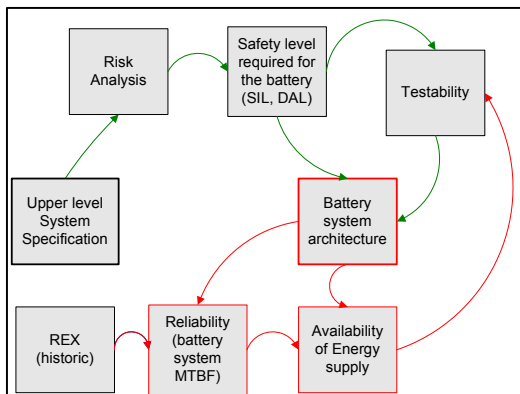 Risk
Analysis
Safety level
required for
the battery
(SIL, DAL)
Testability
Upper level
System
Specification
Battery
system
architecture
REX
(historic)
Reliability
(battery
system
MTBF)
Availability
of Energy
supply